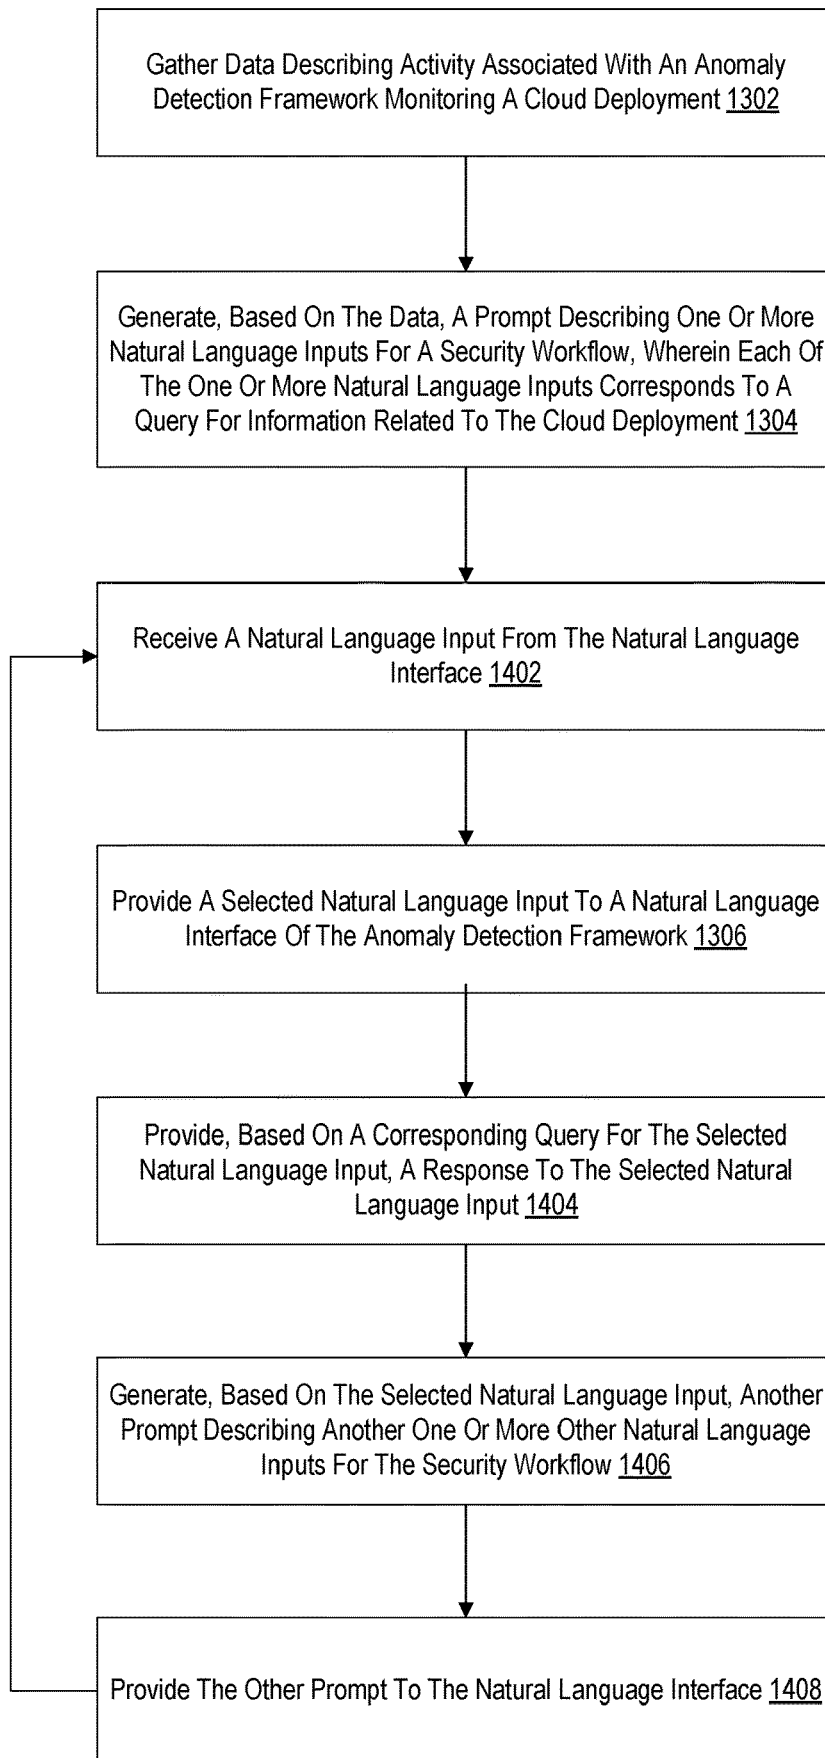 Gather Data Describing Activity Associated With An Anomaly
Detection Framework Monitoring A Cloud Deployment 1302
Generate, Based On The Data, A Prompt Describing One Or More
Natural Language Inputs For A Security Workflow, Wherein Each Of
The One Or More Natural Language Inputs Corresponds To A
Query For Information Related To The Cloud Deployment 1304
Receive A Natural Language Input From The Natural Language
Interface 1402
Provide A Selected Natural Language Input To A Natural Language
Interface Of The Anomaly Detection Framework 1306
Provide, Based On A Corresponding Query For The Selected
Natural Language Input, A Response To The Selected Natural
Language Input 1404
Generate, Based On The Selected Natural Language Input, Another
Prompt Describing Another One Or More Other Natural Language
Inputs For The Security Workflow 1406
Provide The Other Prompt To The Natural Language Interface 1408